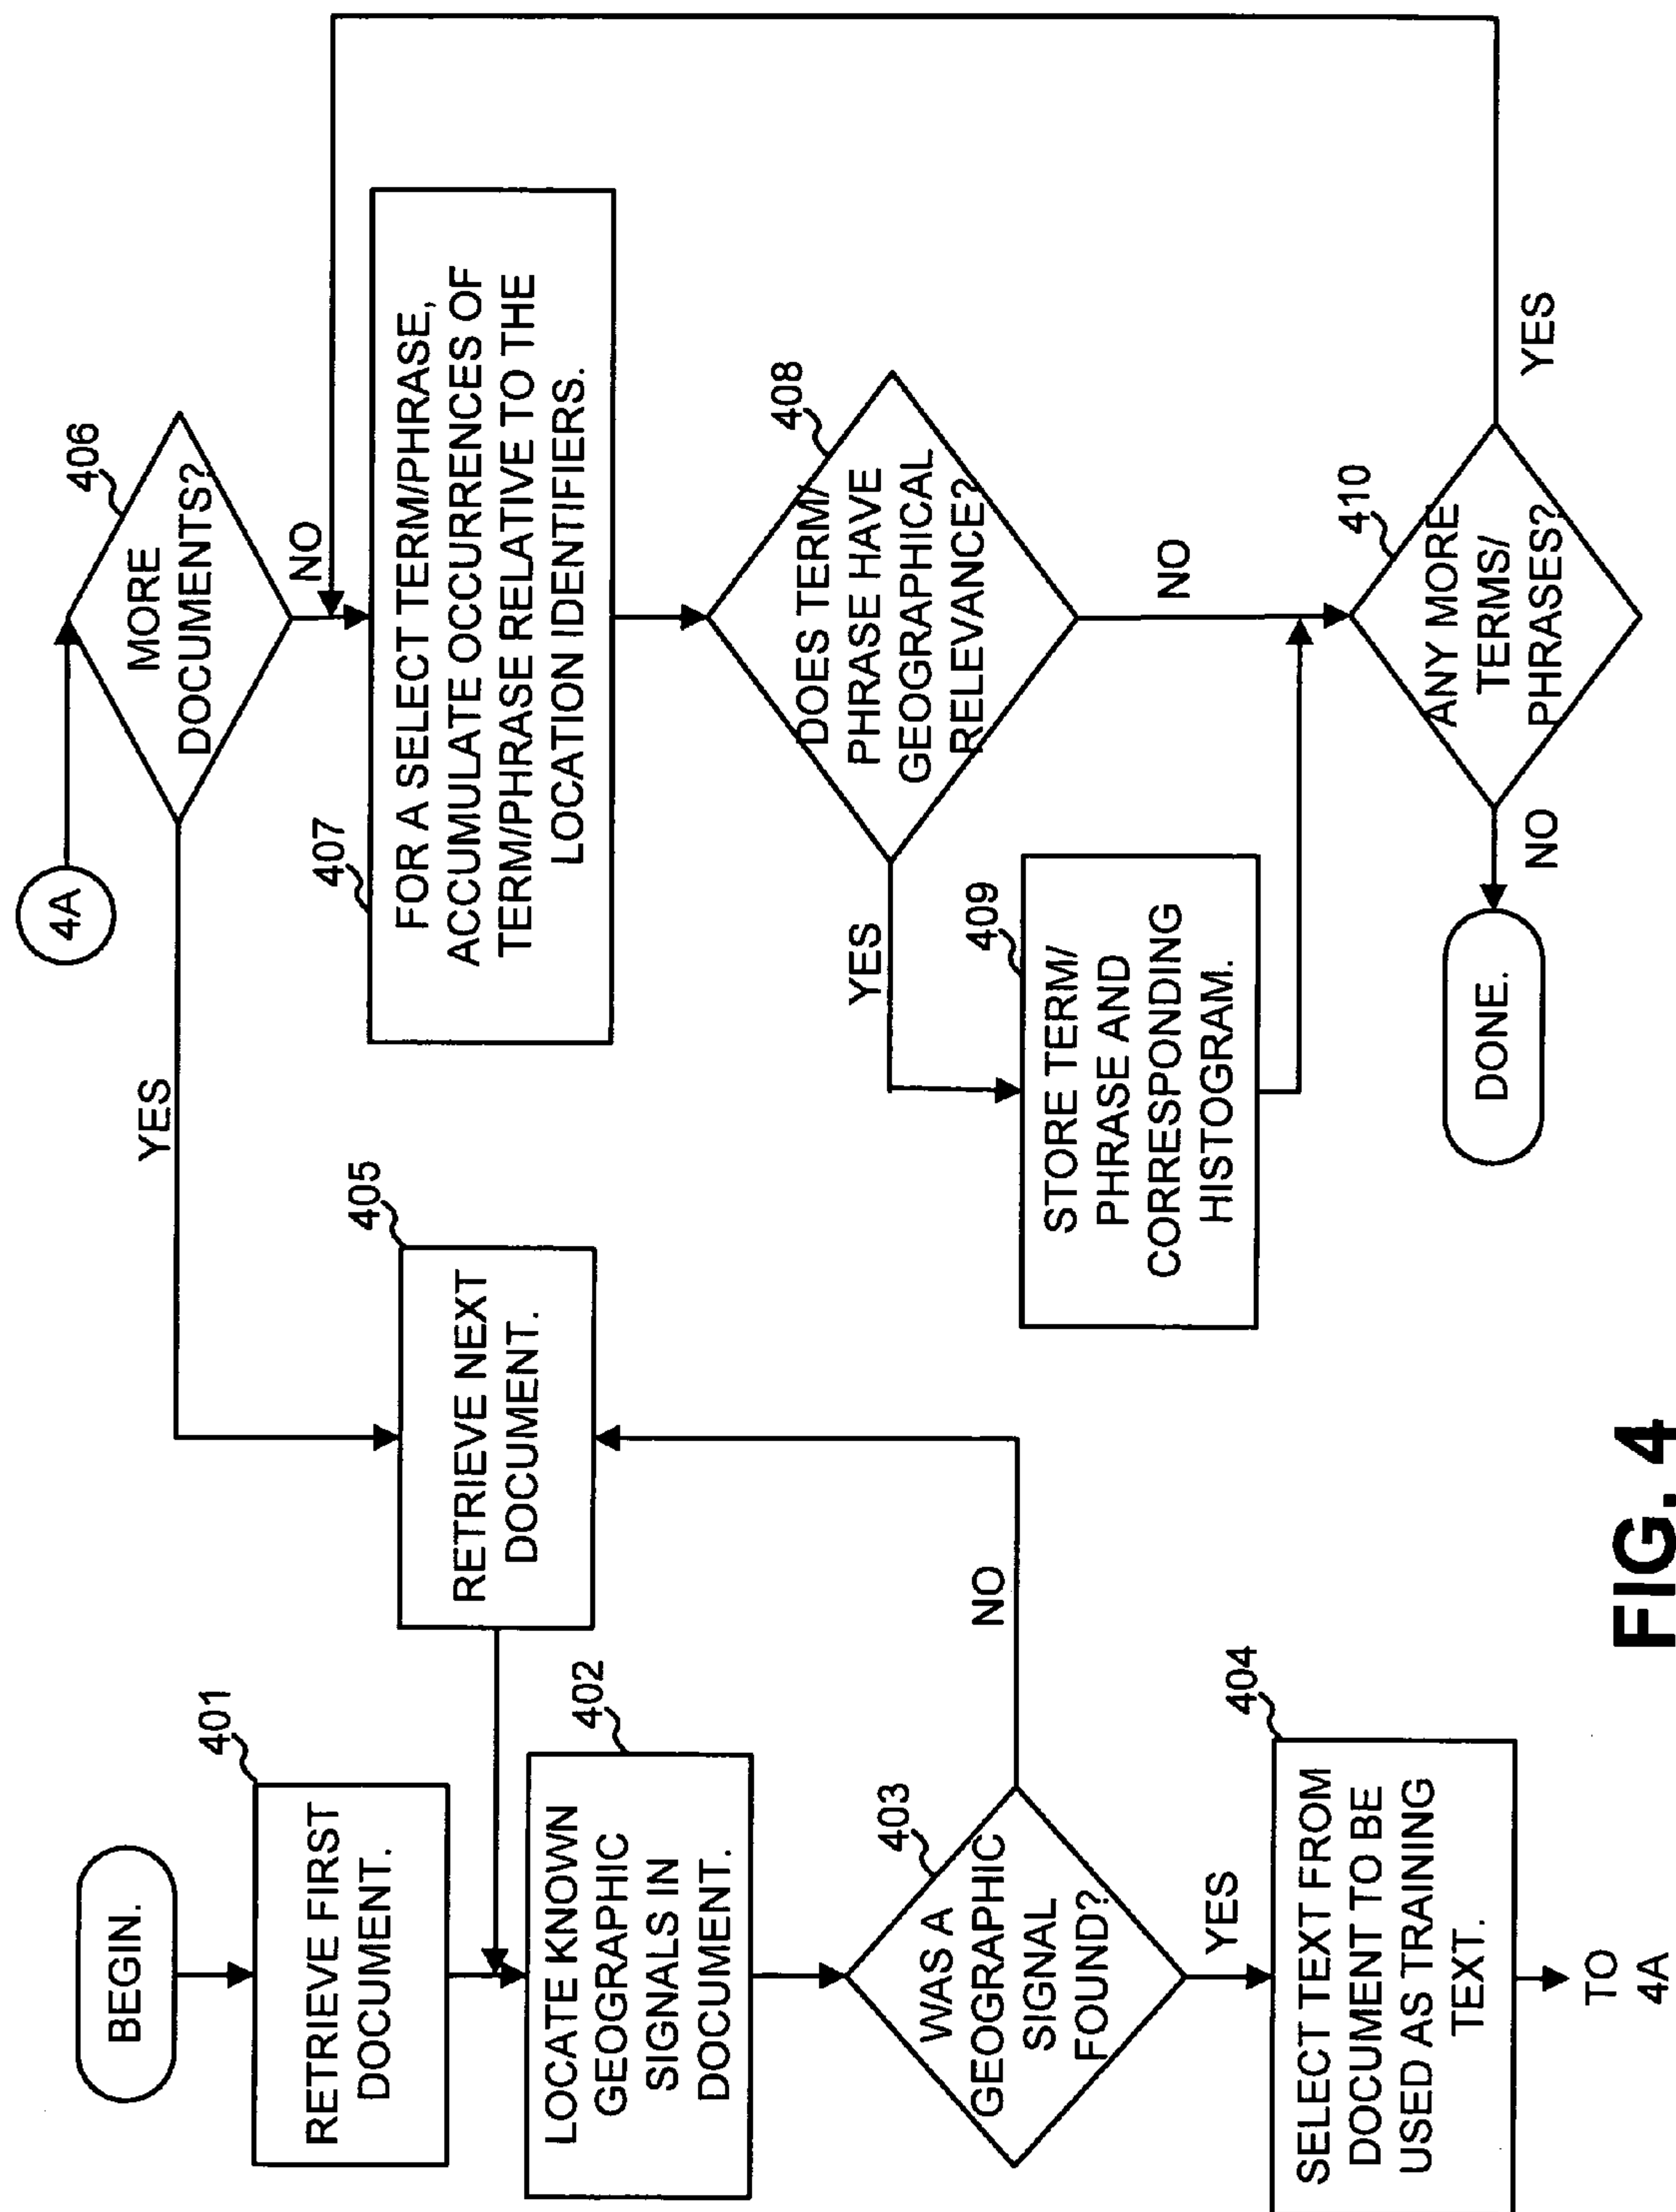 BEGIN.
401
RETRIEVE FIRST
DOCUMENT.
402
LOCATE KNOWN
GEOGRAPHIC
SIGNALS IN
DOCUMENT.
403
WAS A
GEOGRAPHIC
SIGNAL
FOUND?
NO
YES
404
SELECT TEXT FROM
DOCUMENT TO BE
USED AS TRAINING
TEXT.
TO
4A
405
RETRIEVE NEXT
DOCUMENT.
4A
406
MORE
DOCUMENTS?
YES
NO
407
FOR A SELECT TERM/PHRASE,
ACCUMULATE OCCURRENCES OF
TERM/PHRASE RELATIVE TO THE
LOCATION IDENTIFIERS.
408
DOES TERM/
PHRASE HAVE
GEOGRAPHICAL
RELEVANCE?
YES
NO
409
STORE TERM/
PHRASE AND
CORRESPONDING
HISTOGRAM.
410
ANY MORE
TERMS/
PHRASES?
YES
NO
DONE.
FIG. 4